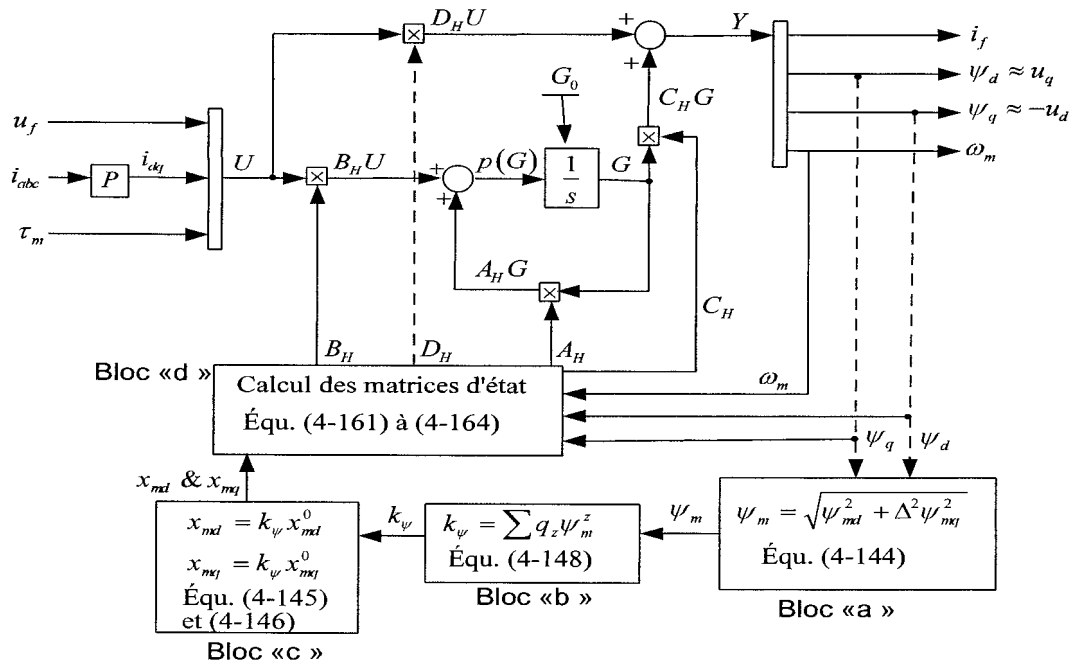 D_H U
Y
i_f
G_0
ψ_d ≈ u_q
C_H G
ψ_q ≈ -u_d
u_f
i_abc
P
i_dq
U
B_H U
p(G)
1/s
G
ω_m
τ_m
+
+
+
+
×
×
×
×
A_H G
C_H
B_H
D_H
A_H
Bloc «d »
Calcul des matrices d'état
Équ. (4-161) à (4-164)
ω_m
ψ_q
ψ_d
x_md & x_mq
x_md = k_ψ x_md^0
x_mq = k_ψ x_mq^0
Équ. (4-145)
et (4-146)
Bloc «c »
k_ψ
k_ψ = ∑ q_z ψ_m^z
Équ. (4-148)
Bloc «b »
ψ_m
ψ_m = √(ψ_md^2 + Δ^2 ψ_mq^2)
Équ. (4-144)
Bloc «a »